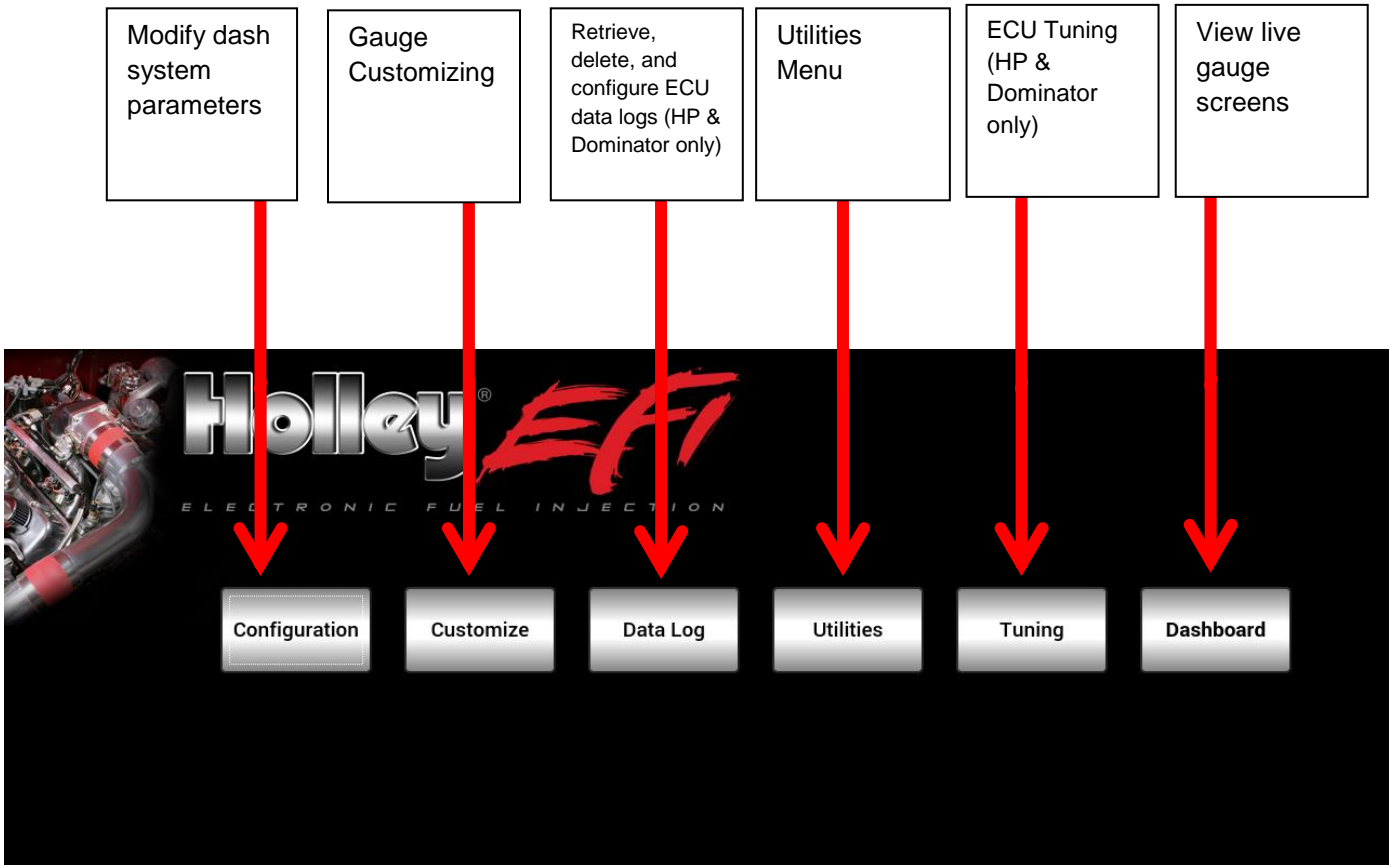 Modify dash
system
parameters
Gauge
Customizing
Retrieve,
delete, and
configure ECU
data logs (HP &
Dominator only)
Utilities
Menu
ECU Tuning
(HP &
Dominator
only)
View live
gauge
screens
Holley® EFI
ELECTRONIC FUEL INJECTION
Configuration
Customize
Data Log
Utilities
Tuning
Dashboard